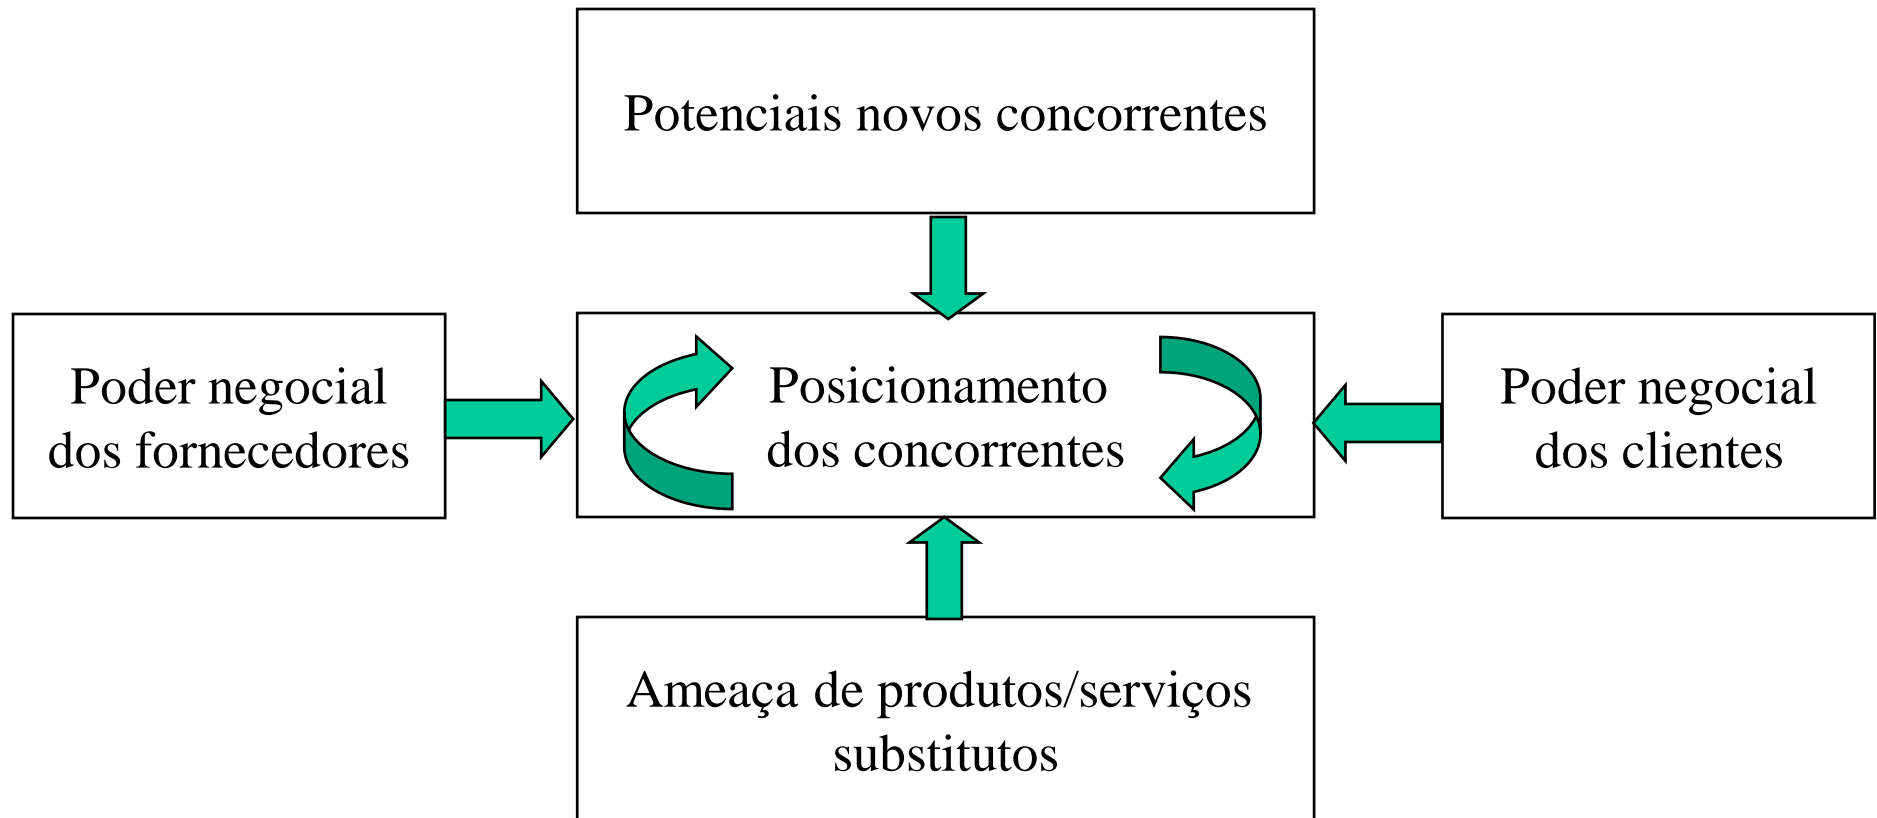 Potenciais novos concorrentes
Poder negocial
dos fornecedores
Posicionamento
dos concorrentes
Poder negocial
dos clientes
Ameaça de produtos/serviços
substitutos